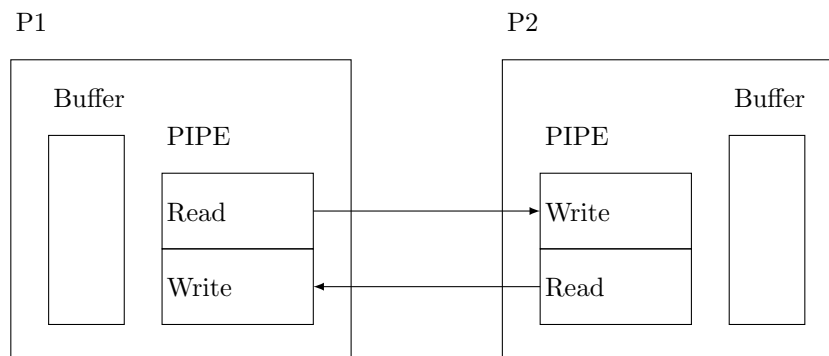 P1
P2
Buffer
Buffer
PIPE
PIPE
Read
Write
Write
Read